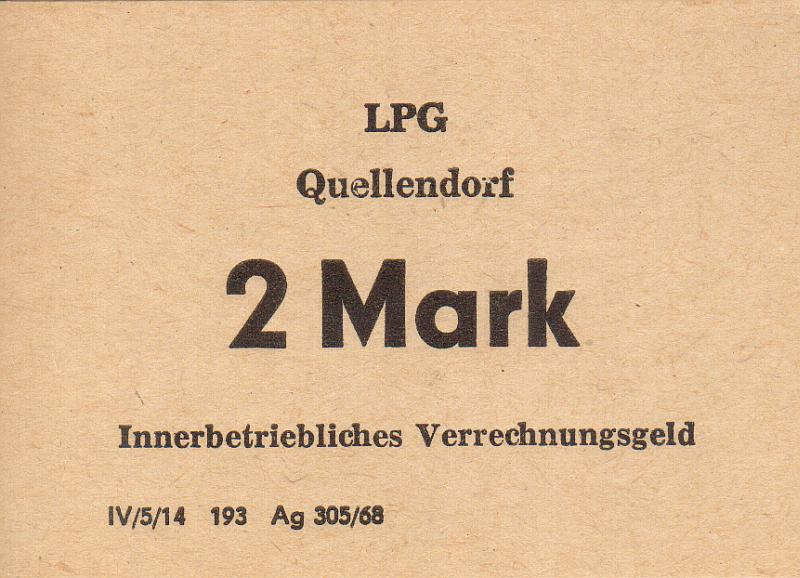 LPG
Quellendorf
2 Mark
Innerbetriebliches Verrechnungsgeld
IV/5/14 193 Ag 305/68